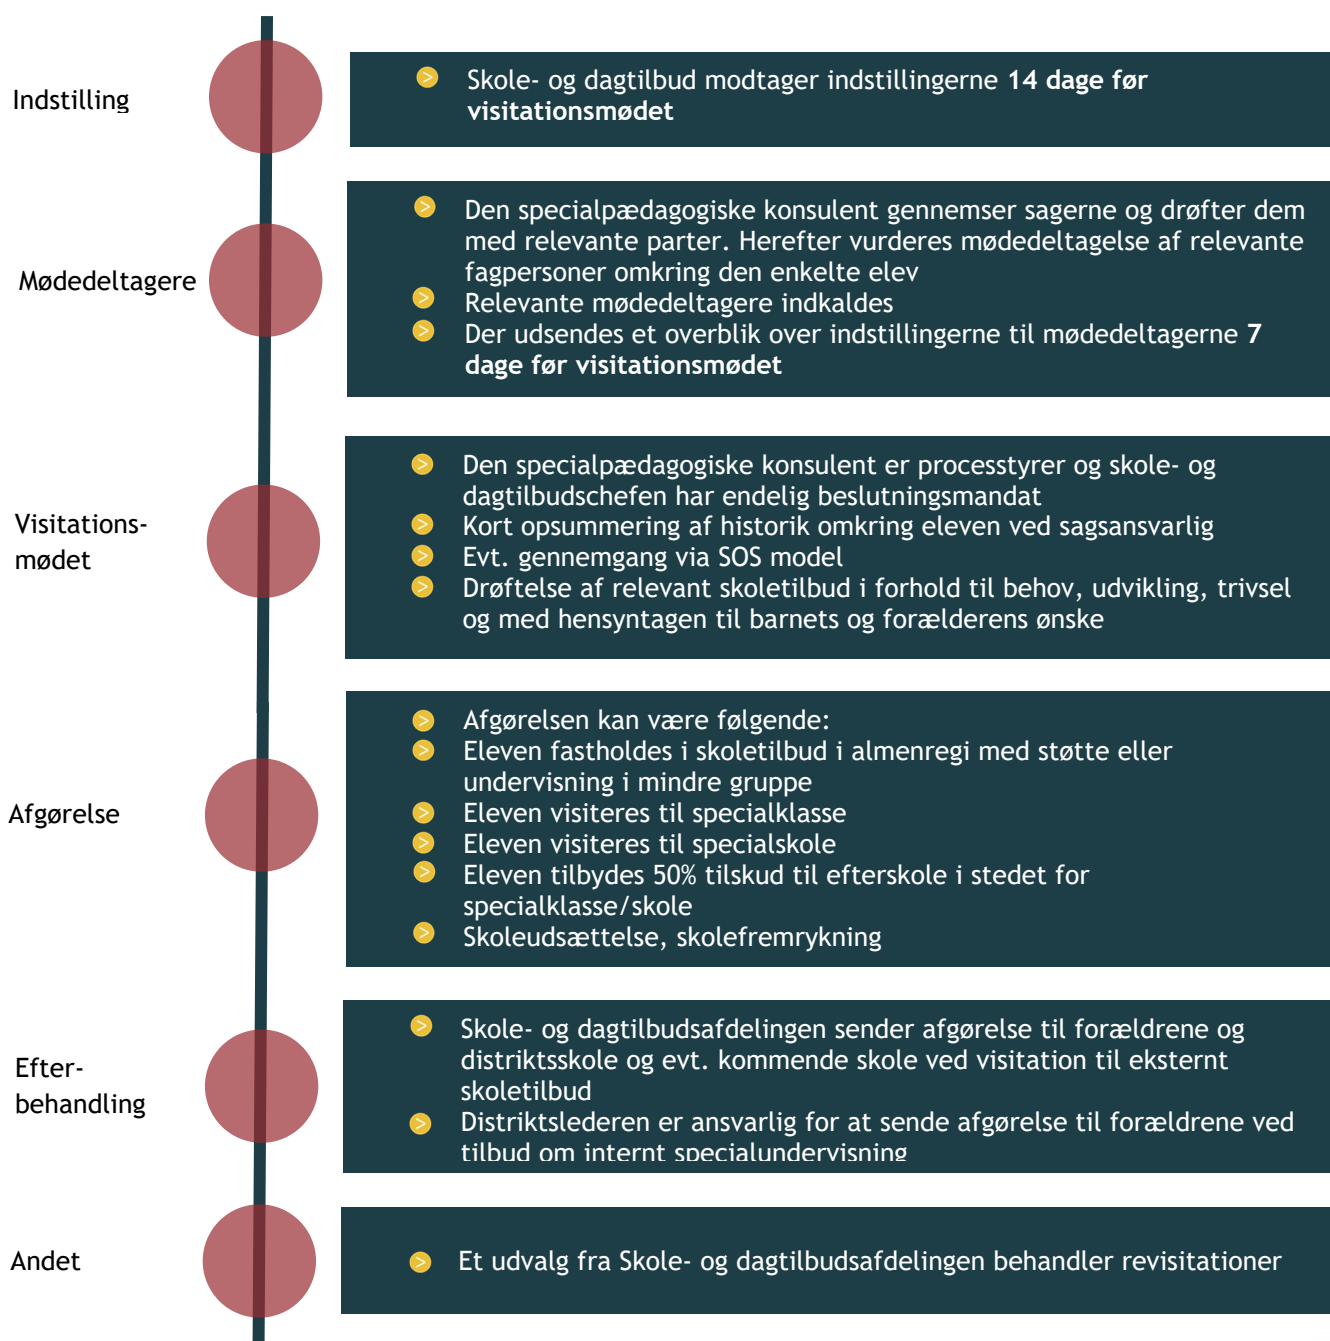 Indstilling
Skole- og dagtilbud modtager indstillingerne 14 dage før
visitationsmødet
Mødedeltagere
Den specialpædagogiske konsulent gennemser sagerne og drøfter dem
med relevante parter. Herefter vurderes mødedeltagelse af relevante
fagpersoner omkring den enkelte elev
Relevante mødedeltagere indkaldes
Der udsendes et overblik over indstillingerne til mødedeltagerne 7
dage før visitationsmødet
Visitations-
mødet
Den specialpædagogiske konsulent er processtyrer og skole- og
dagtilbudschefen har endelig beslutningsmandat
Kort opsummering af historik omkring eleven ved sagsansvarlig
Evt. gennemgang via SOS model
Drøftelse af relevant skoletilbud i forhold til behov, udvikling, trivsel
og med hensyntagen til barnets og forælderens ønske
Afgørelse
Afgørelsen kan være følgende:
Eleven fastholdes i skoletilbud i almenregi med støtte eller
undervisning i mindre gruppe
Eleven visiteres til specialklasse
Eleven visiteres til specialskole
Eleven tilbydes 50% tilskud til efterskole i stedet for
specialklasse/skole
Skoleudsættelse, skolefremrykning
Efter-
behandling
Skole- og dagtilbudsafdelingen sender afgørelse til forældrene og
distriktsskole og evt. kommende skole ved visitation til eksternt
skoletilbud
Distriktslederen er ansvarlig for at sende afgørelse til forældrene ved
tilbud om internt specialundervisning
Andet
Et udvalg fra Skole- og dagtilbudsafdelingen behandler revisitationer